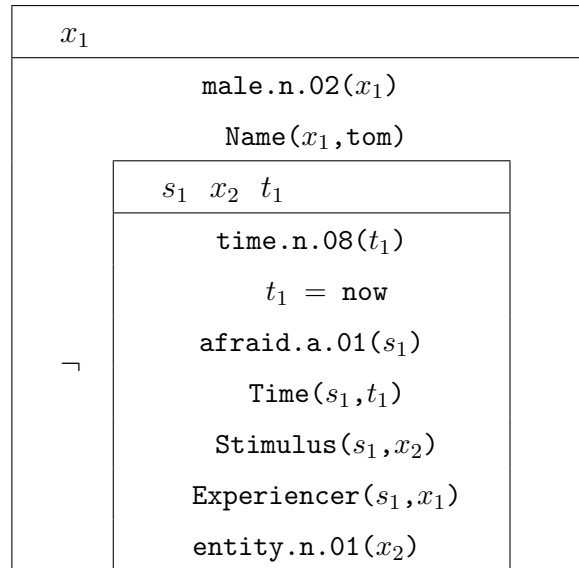 x₁
male.n.02(x₁)
Name(x₁,tom)
s₁ x₂ t₁
time.n.08(t₁)
t₁ = now
afraid.a.01(s₁)
¬
Time(s₁,t₁)
Stimulus(s₁,x₂)
Experiencer(s₁,x₁)
entity.n.01(x₂)